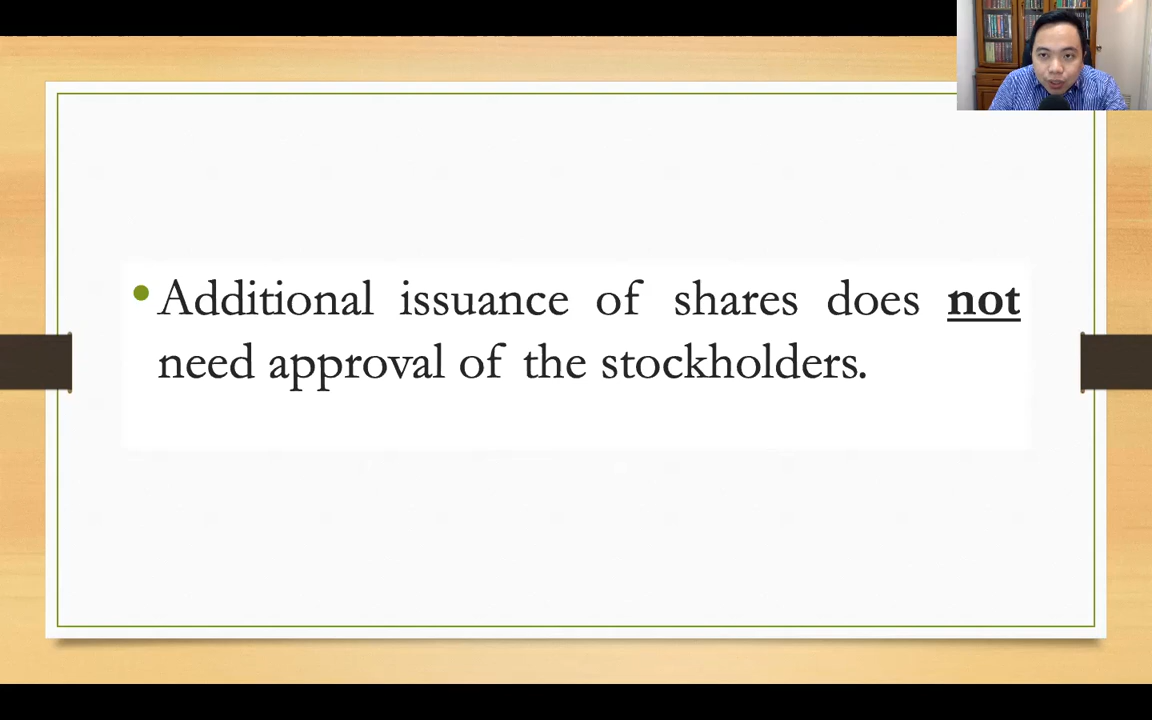 • Additional issuance of shares does not
need approval of the stockholders.